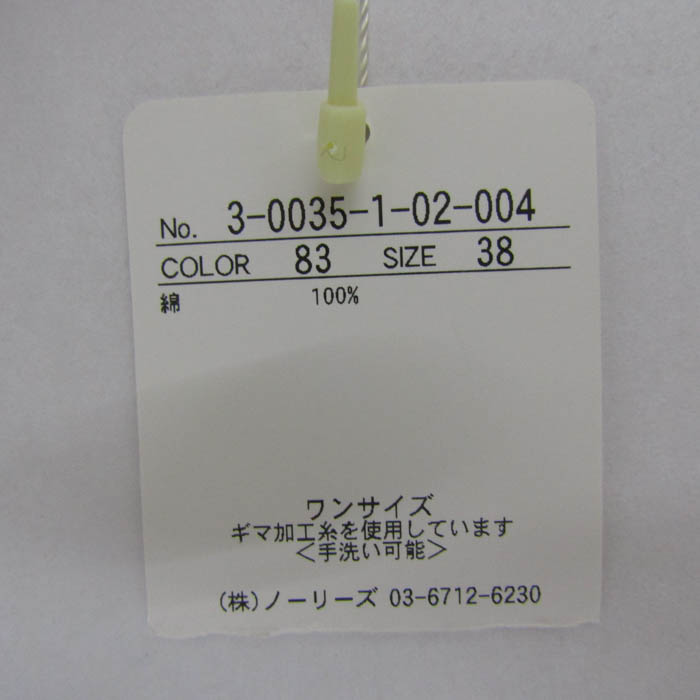 No. 3-0035-1-02-004
COLOR 83 SIZE 38
綿 100%
ワンサイズ
ギマ加工糸を使用しています
＜手洗い可能＞
(株)ノーリーズ 03-6712-6230